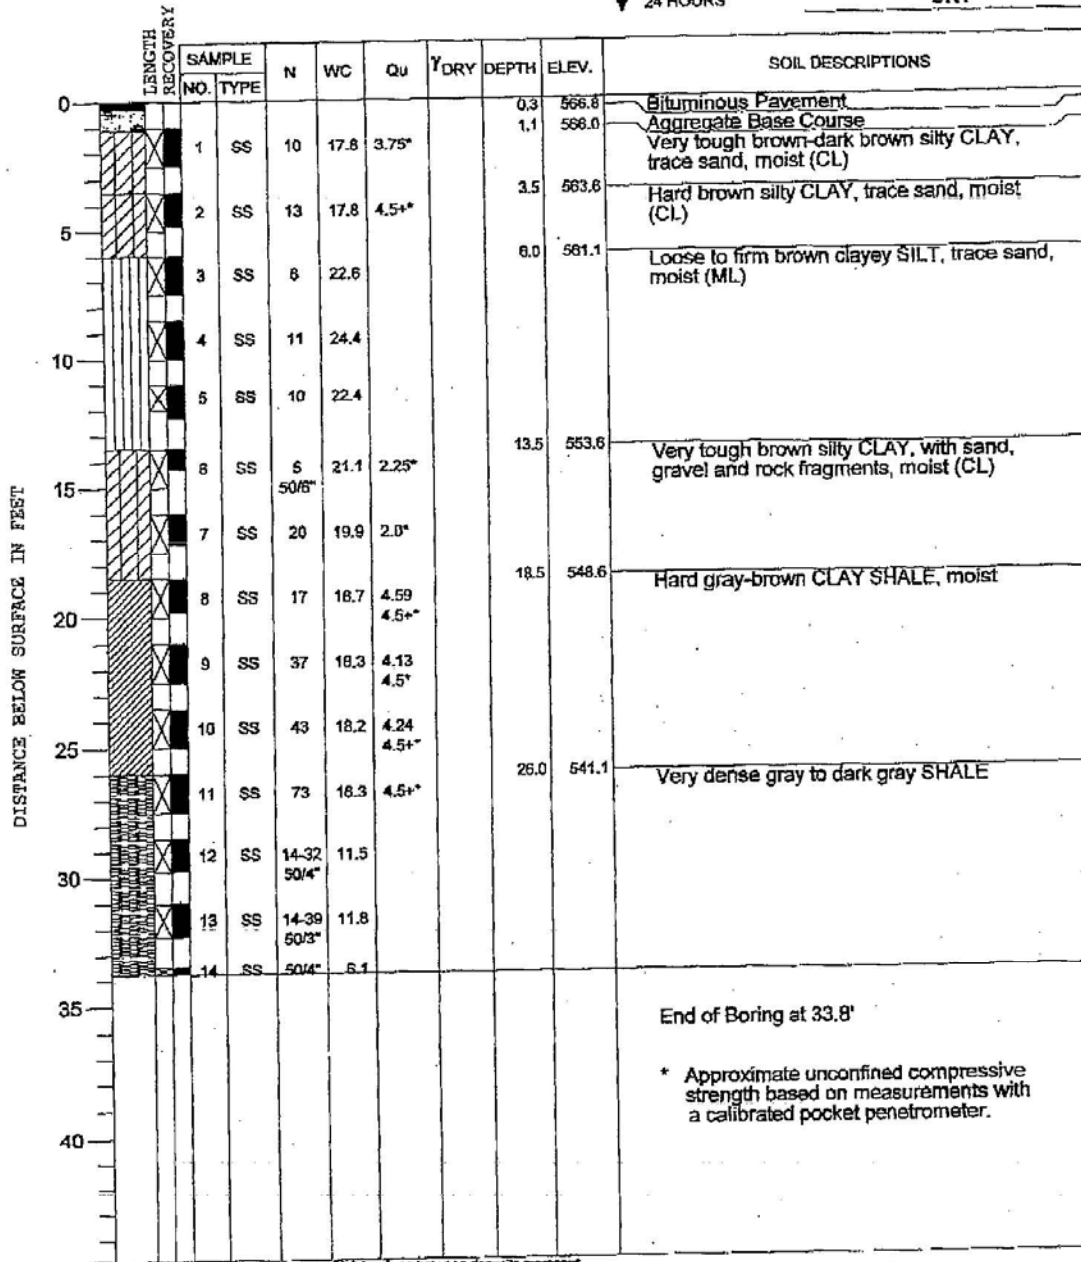 24 HOURS
LENGTH
RECOVERY
SAMPLE
NO. TYPE N WC Qu γDRY DEPTH ELEV. SOIL DESCRIPTIONS
0 0.3 566.8 Bituminous Pavement
1.1 566.0 Aggregate Base Course
1 SS 10 17.8 3.75* Very tough brown-dark brown silty CLAY,
trace sand, moist (CL)
3.5 563.6 Hard brown silty CLAY, trace sand, moist
2 SS 13 17.8 4.5+* (CL)
5
6.0 561.1 Loose to firm brown clayey SILT, trace sand,
3 SS 6 22.6 moist (ML)
4 SS 11 24.4
10
5 SS 10 22.4
13.5 553.6 Very tough brown silty CLAY, with sand,
6 SS 5 21.1 2.25* gravel and rock fragments, moist (CL)
15 50/6"
7 SS 20 19.9 2.0*
18.5 548.6 Hard gray-brown CLAY SHALE, moist
8 SS 17 16.7 4.59
20 4.5+*
9 SS 37 18.3 4.13
4.5*
10 SS 43 18.2 4.24
25 4.5+*
26.0 541.1 Very dense gray to dark gray SHALE
11 SS 73 16.3 4.5+*
12 SS 14-32 11.5
30 50/4"
13 SS 14-39 11.8
50/3"
14 SS 50/4" 6.1
35 End of Boring at 33.8'
* Approximate unconfined compressive
strength based on measurements with
a calibrated pocket penetrometer.
40
DISTANCE BELOW SURFACE IN FEET